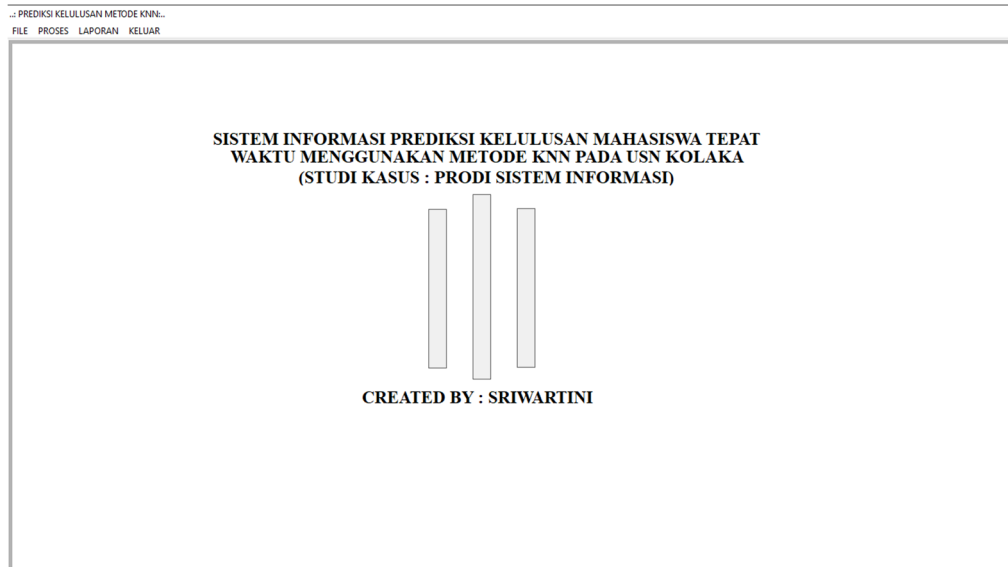 ..: PREDIKSI KELULUSAN METODE KNN:..
FILE PROSES LAPORAN KELUAR
SISTEM INFORMASI PREDIKSI KELULUSAN MAHASISWA TEPAT
WAKTU MENGGUNAKAN METODE KNN PADA USN KOLAKA
(STUDI KASUS : PRODI SISTEM INFORMASI)
CREATED BY : SRIWARTINI